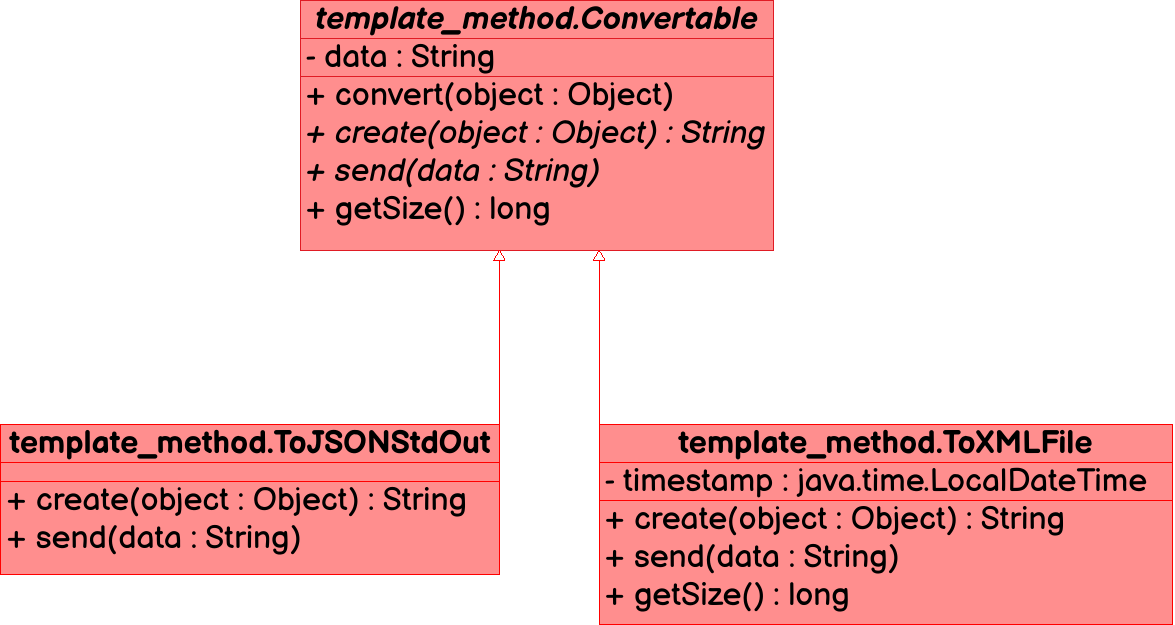 template_method.Convertable
- data : String
+ convert(object : Object)
+ create(object : Object) : String
+ send(data : String)
+ getSize() : long
template_method.ToJSONStdOut
+ create(object : Object) : String
+ send(data : String)
template_method.ToXMLFile
- timestamp : java.time.LocalDateTime
+ create(object : Object) : String
+ send(data : String)
+ getSize() : long